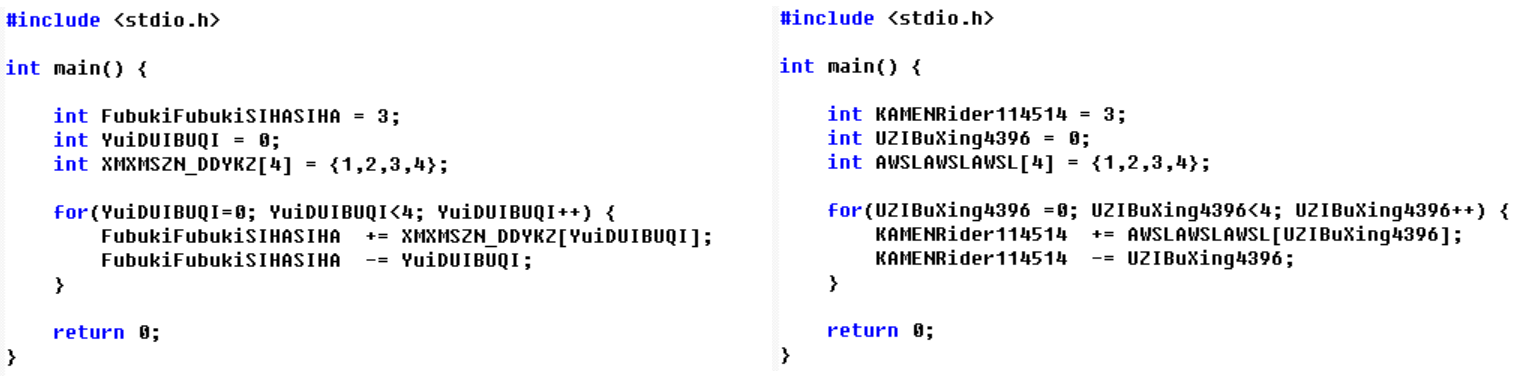 #include <stdio.h>
int main() {
int FubukiFubukiSIHASIHA = 3;
int YuiDUIBUQI = 0;
int XMXMSZN_DDYKZ[4] = {1,2,3,4};
for(YuiDUIBUQI=0; YuiDUIBUQI<4; YuiDUIBUQI++) {
FubukiFubukiSIHASIHA  += XMXMSZN_DDYKZ[YuiDUIBUQI];
FubukiFubukiSIHASIHA  -= YuiDUIBUQI;
}
return 0;
}
#include <stdio.h>
int main() {
int KAMENRider114514 = 3;
int UZIBuXing4396 = 0;
int AWSLAWSLAWSL[4] = {1,2,3,4};
for(UZIBuXing4396 =0; UZIBuXing4396<4; UZIBuXing4396++) {
KAMENRider114514  += AWSLAWSLAWSL[UZIBuXing4396];
KAMENRider114514  -= UZIBuXing4396;
}
return 0;
}